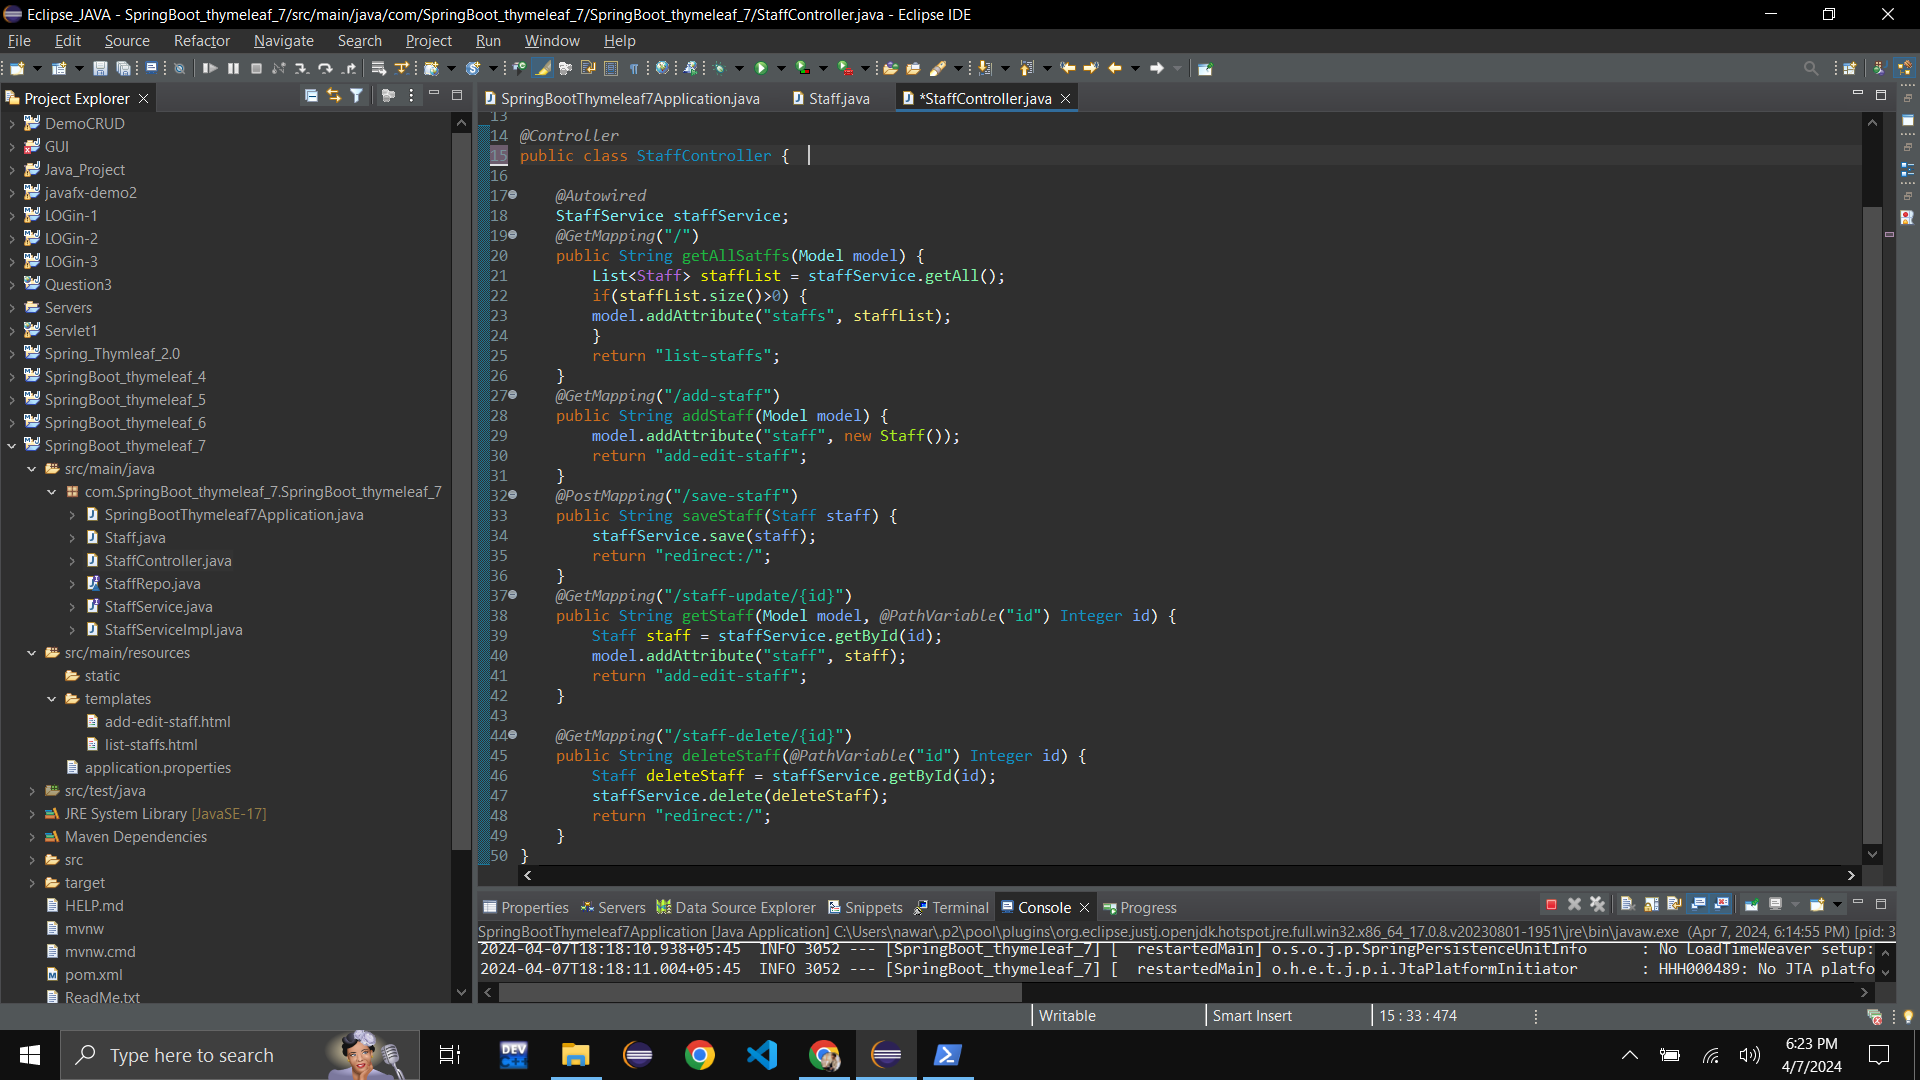 Eclipse_JAVA - SpringBoot_thymeleaf_7/src/main/java/com/SpringBoot_thymeleaf_7/SpringBoot_thymeleaf_7/StaffController.java - Eclipse IDE
File Edit Source Refactor Navigate Search Project Run Window Help
Project Explorer
DemoCRUD
GUI
Java_Project
javafx-demo2
LOGin-1
LOGin-2
LOGin-3
Question3
Servers
Servlet1
Spring_Thymleaf_2.0
SpringBoot_thymeleaf_4
SpringBoot_thymeleaf_5
SpringBoot_thymeleaf_6
SpringBoot_thymeleaf_7
src/main/java
com.SpringBoot_thymeleaf_7.SpringBoot_thymeleaf_7
SpringBootThymeleaf7Application.java
Staff.java
StaffController.java
StaffRepo.java
StaffService.java
StaffServiceImpl.java
src/main/resources
static
templates
add-edit-staff.html
list-staffs.html
application.properties
src/test/java
JRE System Library [JavaSE-17]
Maven Dependencies
src
target
HELP.md
mvnw
mvnw.cmd
pom.xml
ReadMe.txt
SpringBootThymeleaf7Application.java Staff.java *StaffController.java
13
14 @Controller
15 public class StaffController {
16
17 @Autowired
18 StaffService staffService;
19 @GetMapping("/")
20 public String getAllSatffs(Model model) {
21 List<Staff> staffList = staffService.getAll();
22 if(staffList.size()>0) {
23 model.addAttribute("staffs", staffList);
24 }
25 return "list-staffs";
26 }
27 @GetMapping("/add-staff")
28 public String addStaff(Model model) {
29 model.addAttribute("staff", new Staff());
30 return "add-edit-staff";
31 }
32 @PostMapping("/save-staff")
33 public String saveStaff(Staff staff) {
34 staffService.save(staff);
35 return "redirect:/";
36 }
37 @GetMapping("/staff-update/{id}")
38 public String getStaff(Model model, @PathVariable("id") Integer id) {
39 Staff staff = staffService.getById(id);
40 model.addAttribute("staff", staff);
41 return "add-edit-staff";
42 }
43
44 @GetMapping("/staff-delete/{id}")
45 public String deleteStaff(@PathVariable("id") Integer id) {
46 Staff deleteStaff = staffService.getById(id);
47 staffService.delete(deleteStaff);
48 return "redirect:/";
49 }
50 }
Properties Servers Data Source Explorer Snippets Terminal Console Progress
SpringBootThymeleaf7Application [Java Application] C:\Users\nawar\.p2\pool\plugins\org.eclipse.justj.openjdk.hotspot.jre.full.win32.x86_64_17.0.8.v20230801-1951\jre\bin\javaw.exe (Apr 7, 2024, 6:14:55 PM) [pid: 3
2024-04-07T18:18:10.938+05:45 INFO 3052 --- [SpringBoot_thymeleaf_7] [ restartedMain] o.s.o.j.p.SpringPersistenceUnitInfo : No LoadTimeWeaver setup:
2024-04-07T18:18:11.004+05:45 INFO 3052 --- [SpringBoot_thymeleaf_7] [ restartedMain] o.h.e.t.j.p.i.JtaPlatformInitiator : HHH000489: No JTA platfo
Writable Smart Insert 15 : 33 : 474
Type here to search
DEV
6:23 PM
4/7/2024